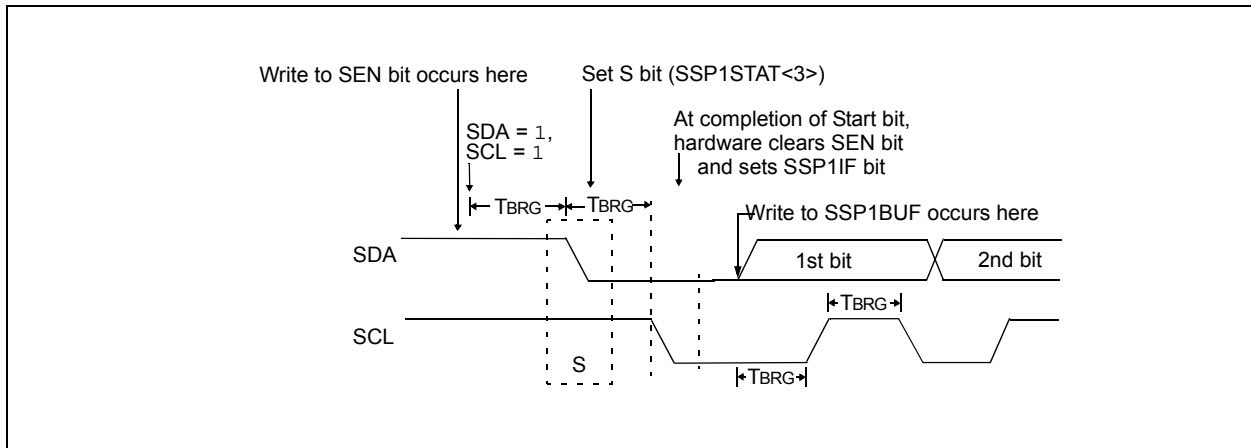 Write to SEN bit occurs here
Set S bit (SSP1STAT<3>)
SDA = 1,
SCL = 1
At completion of Start bit,
hardware clears SEN bit
and sets SSP1IF bit
TBRG
TBRG
Write to SSP1BUF occurs here
SDA
1st bit
2nd bit
TBRG
SCL
S
TBRG